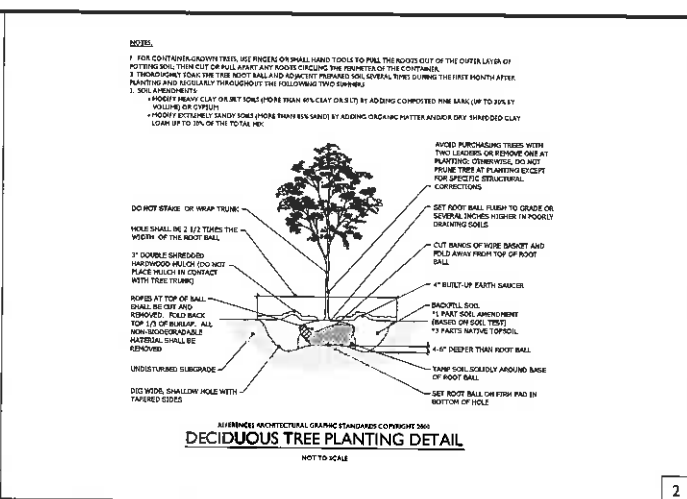 NOTES:
1. FOR CONTAINER-GROWN TREES, USE FINGERS OR SMALL HAND TOOLS TO PULL THE ROOTS OUT OF THE OUTER LAYER OF
POTTING SOIL; THEN CUT OR PULL APART ANY ROOTS CIRCLING THE PERIMETER OF THE CONTAINER.
2. THOROUGHLY SOAK THE TREE ROOT BALL AND ADJACENT PREPARED SOIL SEVERAL TIMES DURING THE FIRST MONTH AFTER
PLANTING AND REGULARLY THROUGHOUT THE FOLLOWING TWO SUMMERS
3. SOIL AMENDMENTS:
• MODIFY HEAVY CLAY OR SILT SOILS (MORE THAN 40% CLAY OR SILT) BY ADDING COMPOSTED PINE BARK (UP TO 30% BY
VOLUME) OR GYPSUM
• MODIFY EXTREMELY SANDY SOILS (MORE THAN 85% SAND) BY ADDING ORGANIC MATTER AND/OR DRY SHREDDED CLAY
LOAM UP TO 30% OF THE TOTAL MIX
AVOID PURCHASING TREES WITH
TWO LEADERS OR REMOVE ONE AT
PLANTING; OTHERWISE, DO NOT
PRUNE TREE AT PLANTING EXCEPT
FOR SPECIFIC STRUCTURAL
CORRECTIONS
DO NOT STAKE OR WRAP TRUNK
HOLE SHALL BE 2 1/2 TIMES THE
WIDTH OF THE ROOT BALL
3" DOUBLE SHREDDED
HARDWOOD MULCH (DO NOT
PLACE MULCH IN CONTACT
WITH TREE TRUNK)
ROPES AT TOP OF BALL
SHALL BE CUT AND
REMOVED. FOLD BACK
TOP 1/3 OF BURLAP. ALL
NON-BIODEGRADABLE
MATERIAL SHALL BE
REMOVED
UNDISTURBED SUBGRADE
DIG WIDE, SHALLOW HOLE WITH
TAPERED SIDES
SET ROOT BALL FLUSH TO GRADE OR
SEVERAL INCHES HIGHER IN POORLY
DRAINING SOILS
CUT BANDS OF WIRE BASKET AND
FOLD AWAY FROM TOP OF ROOT
BALL
4" BUILT-UP EARTH SAUCER
BACKFILL SOIL
*1 PART SOIL AMENDMENT
(BASED ON SOIL TEST)
*3 PARTS NATIVE TOPSOIL
4-6" DEEPER THAN ROOT BALL
TAMP SOIL SOLIDLY AROUND BASE
OF ROOT BALL
SET ROOT BALL ON FIRM PAD IN
BOTTOM OF HOLE
REFERENCE: ARCHITECTURAL GRAPHIC STANDARDS COPYRIGHT 2000
DECIDUOUS TREE PLANTING DETAIL
NOT TO SCALE
2